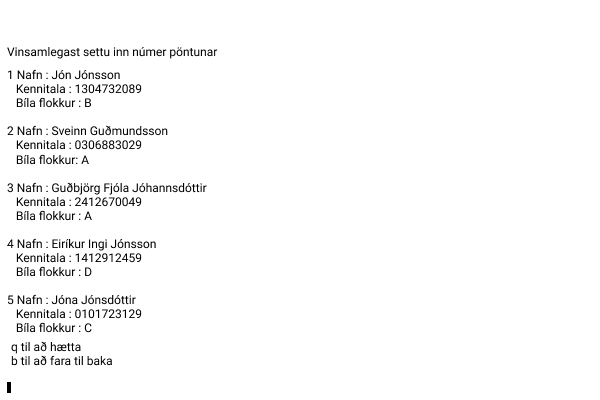 Vinsamlegast settu inn númer pöntunar
1 Nafn : Jón Jónsson
Kennitala : 1304732089
Bíla flokkur : B
2 Nafn : Sveinn Guðmundsson
Kennitala : 0306883029
Bíla flokkur: A
3 Nafn : Guðbjörg Fjóla Jóhannsdóttir
Kennitala : 2412670049
Bíla flokkur : A
4 Nafn : Eiríkur Ingi Jónsson
Kennitala : 1412912459
Bíla flokkur : D
5 Nafn : Jóna Jónsdóttir
Kennitala : 0101723129
Bíla flokkur : C
q til að hætta
b til að fara til baka